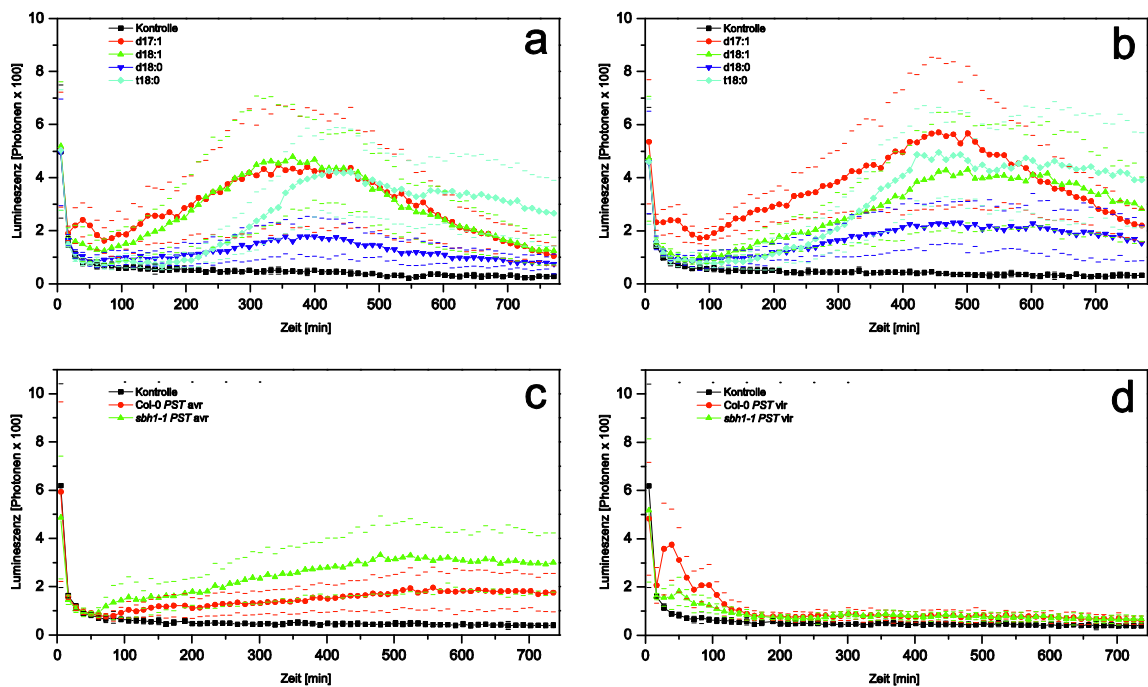 a
Kontrolle
d17:1
d18:1
d18:0
t18:0
Lumineszenz [Photonen x 100]
10
8
6
4
2
0
0 100 200 300 400 500 600 700
Zeit [min]
b
Kontrolle
d17:1
d18:1
d18:0
t18:0
Lumineszenz [Photonen x 100]
10
8
6
4
2
0
0 100 200 300 400 500 600 700
Zeit [min]
c
Kontrolle
Col-0 PST avr
sbh1-1 PST avr
Lumineszenz [Photonen x 100]
10
8
6
4
2
0
0 100 200 300 400 500 600 700
Zeit [min]
d
Kontrolle
Col-0 PST vir
sbh1-1 PST vir
Lumineszenz [Photonen x 100]
10
8
6
4
2
0
0 100 200 300 400 500 600 700
Zeit [min]